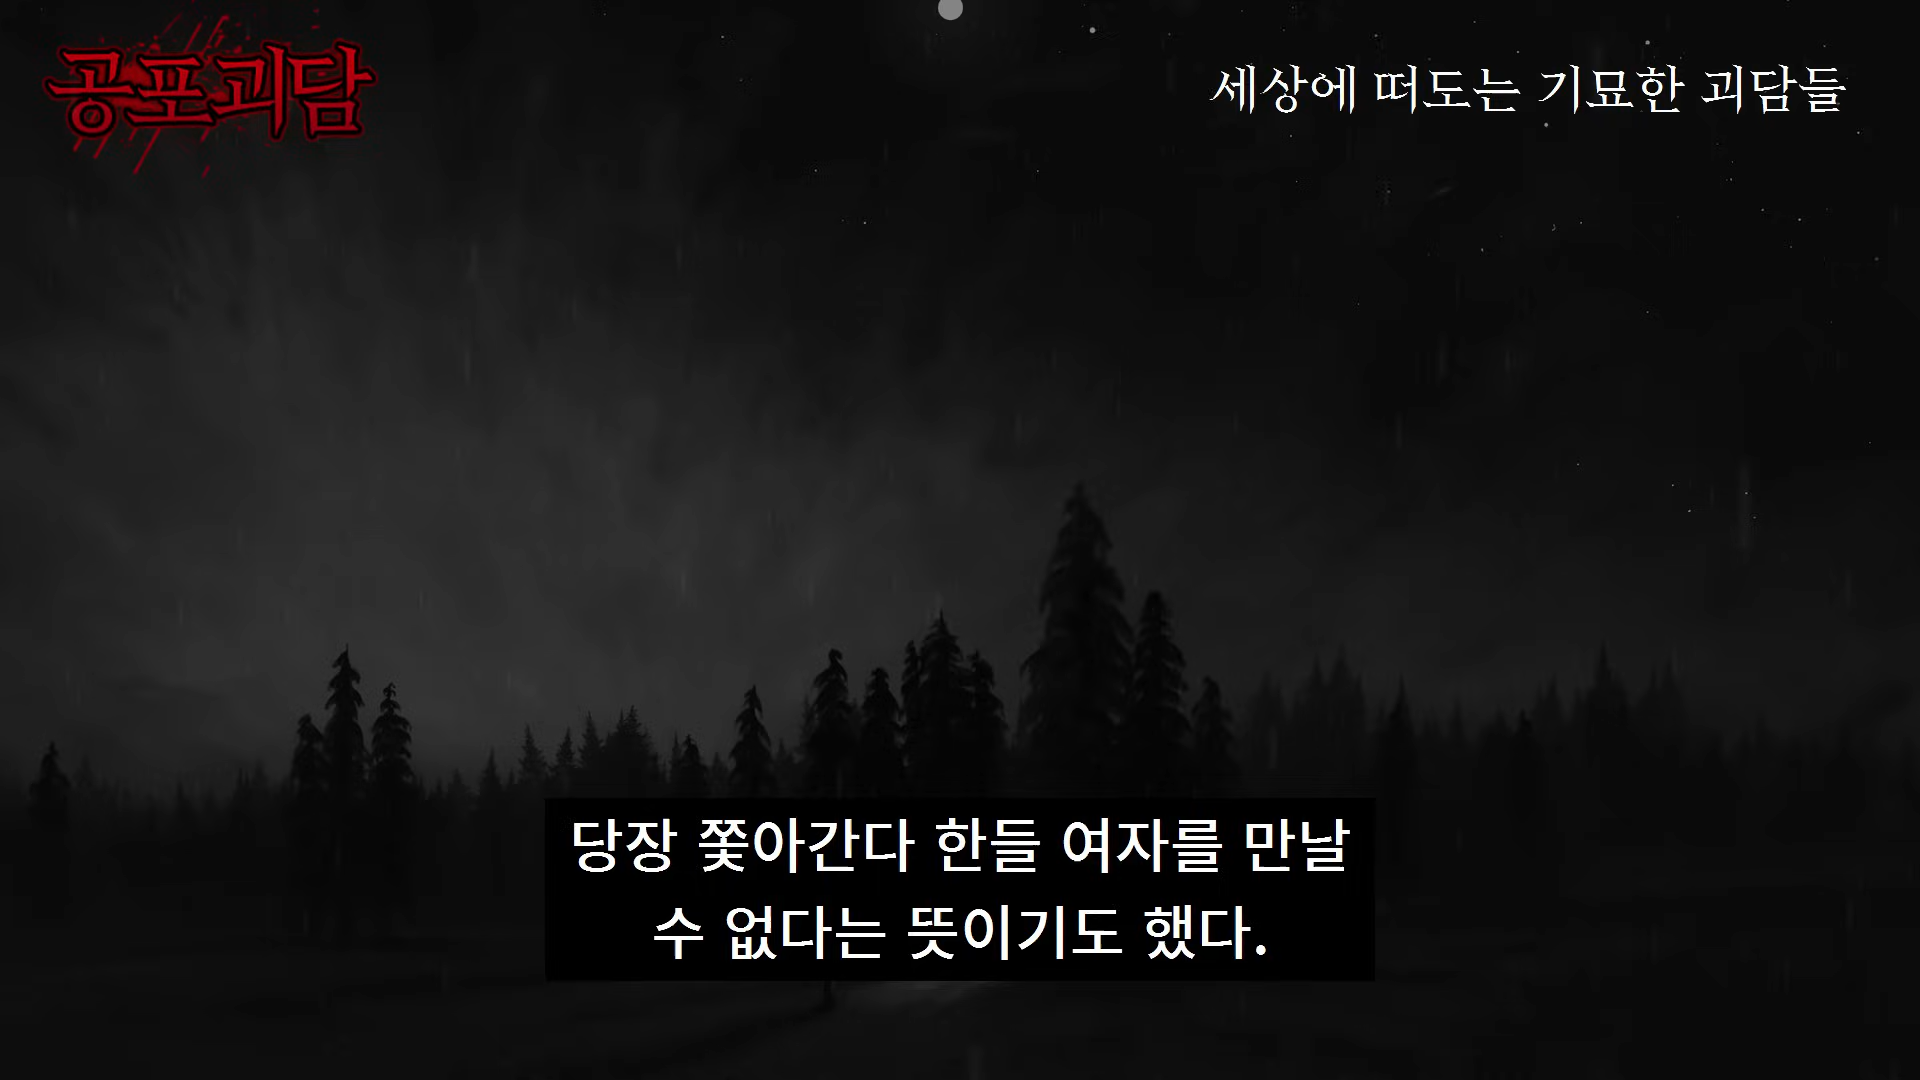 공포괴담
세상에 떠도는 기묘한 괴담들
당장 쫓아간다 한들 여자를 만날
수 없다는 뜻이기도 했다.